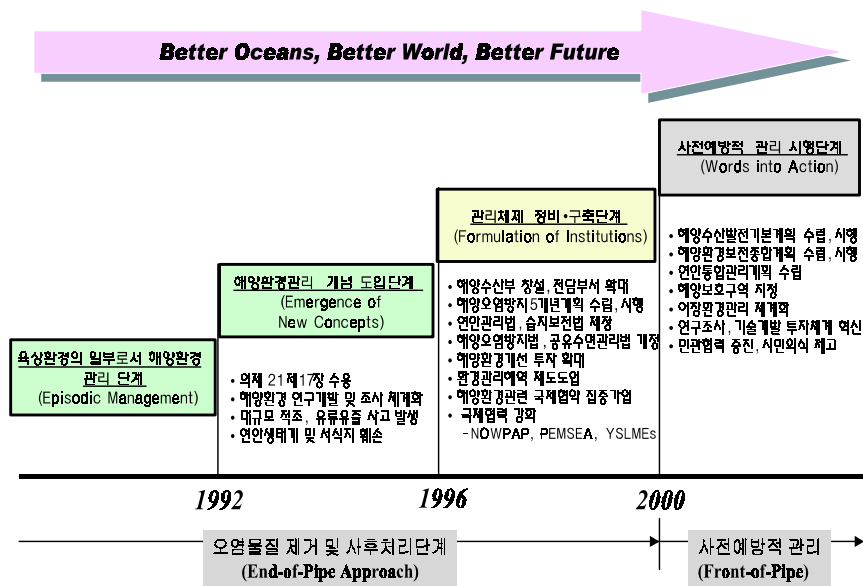 Better Oceans, Better World, Better Future
사전예방적 관리 시행단계
(Words into Action)
• 해양수산발전기본계획 수립, 시행
• 해양환경보전종합계획 수립, 시행
• 연안통합관리계획 수립
• 해양보호구역 지정
• 어장환경관리 체계화
• 연구조사, 기술개발 투자체계 혁신
• 민관협력 증진, 시민의식 제고
관리체제 정비·구축단계
(Formulation of Institutions)
• 해양수산부 창설, 전담부서 확대
• 해양오염방지5개년계획 수립, 시행
• 연안관리법, 습지보전법 제정
• 해양오염방지법, 공유수면관리법 개정
• 해양환경개선 투자 확대
• 환경관리해역 제도도입
• 해양환경관련 국제협약 집중가입
• 국제협력 강화
-NOWPAP, PEMSEA, YSLMEs
해양환경관리 개념 도입단계
(Emergence of
New Concepts)
• 의제 21제17장 수용
• 해양환경 연구개발 및 조사 체계화
• 대규모 적조, 유류유출 사고 발생
• 연안생태계 및 서식지 훼손
육상환경의 일부로서 해양환경
관리 단계
(Episodic Management)
1992
1996
2000
오염물질 제거 및 사후처리단계
(End-of-Pipe Approach)
사전예방적 관리
(Front-of-Pipe)